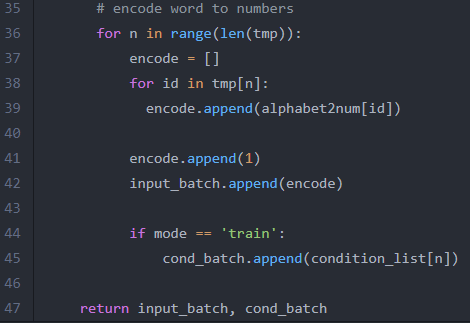 35 # encode word to numbers
36 for n in range(len(tmp)):
37 encode = []
38 for id in tmp[n]:
39 encode.append(alphabet2num[id])
40
41 encode.append(1)
42 input_batch.append(encode)
43
44 if mode == 'train':
45 cond_batch.append(condition_list[n])
46
47 return input_batch, cond_batch